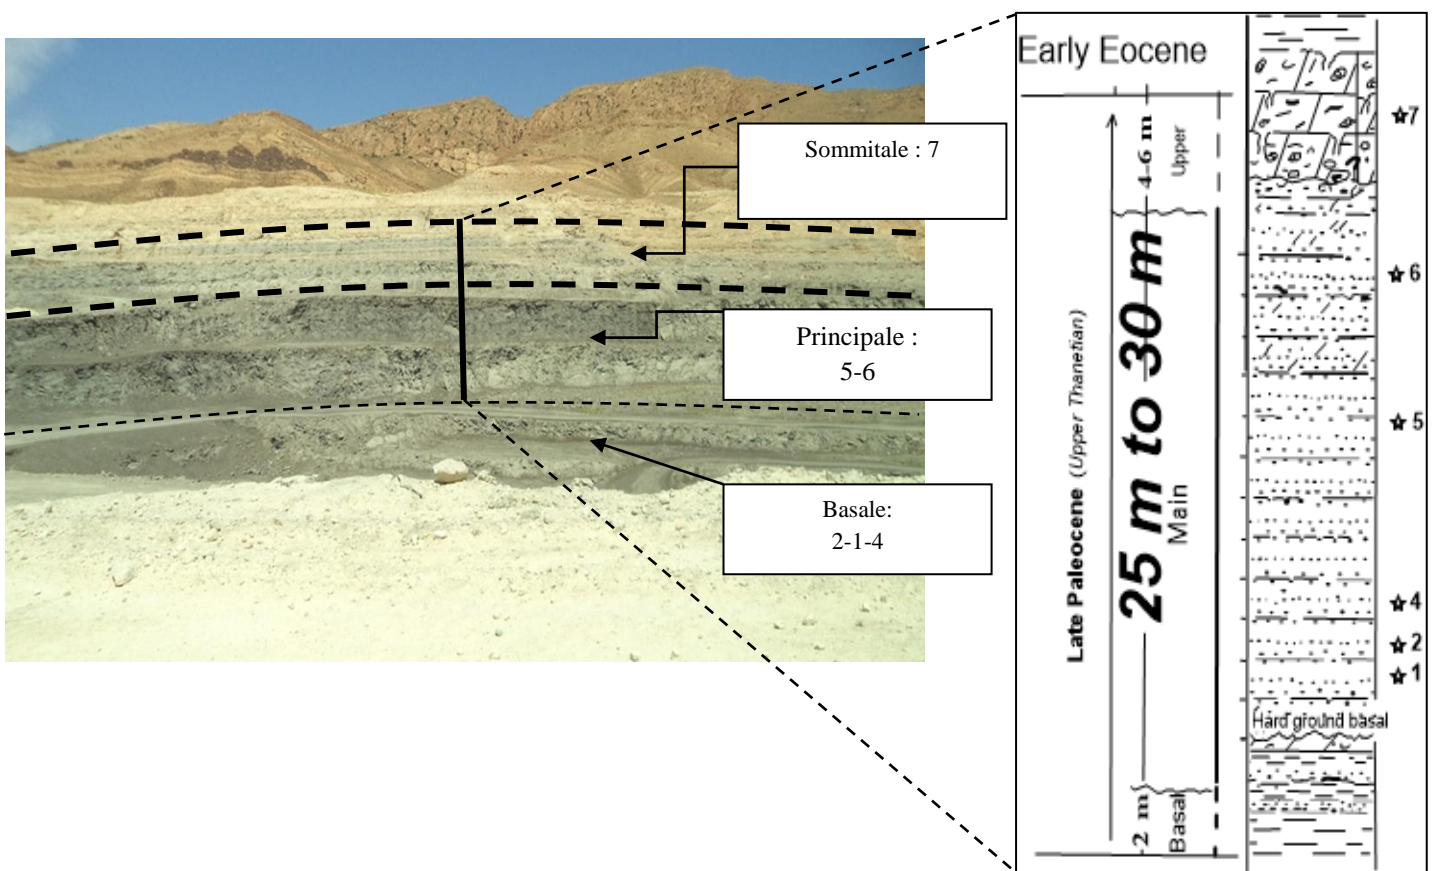 Sommitale : 7
Principale :
5-6
Basale:
2-1-4
Early Eocene
4-6 m
Upper
Late Paleocene (Upper Thanetian)
25 m to 30 m
Main
2 m
Basal
7
6
5
4
2
1
Hard ground basal